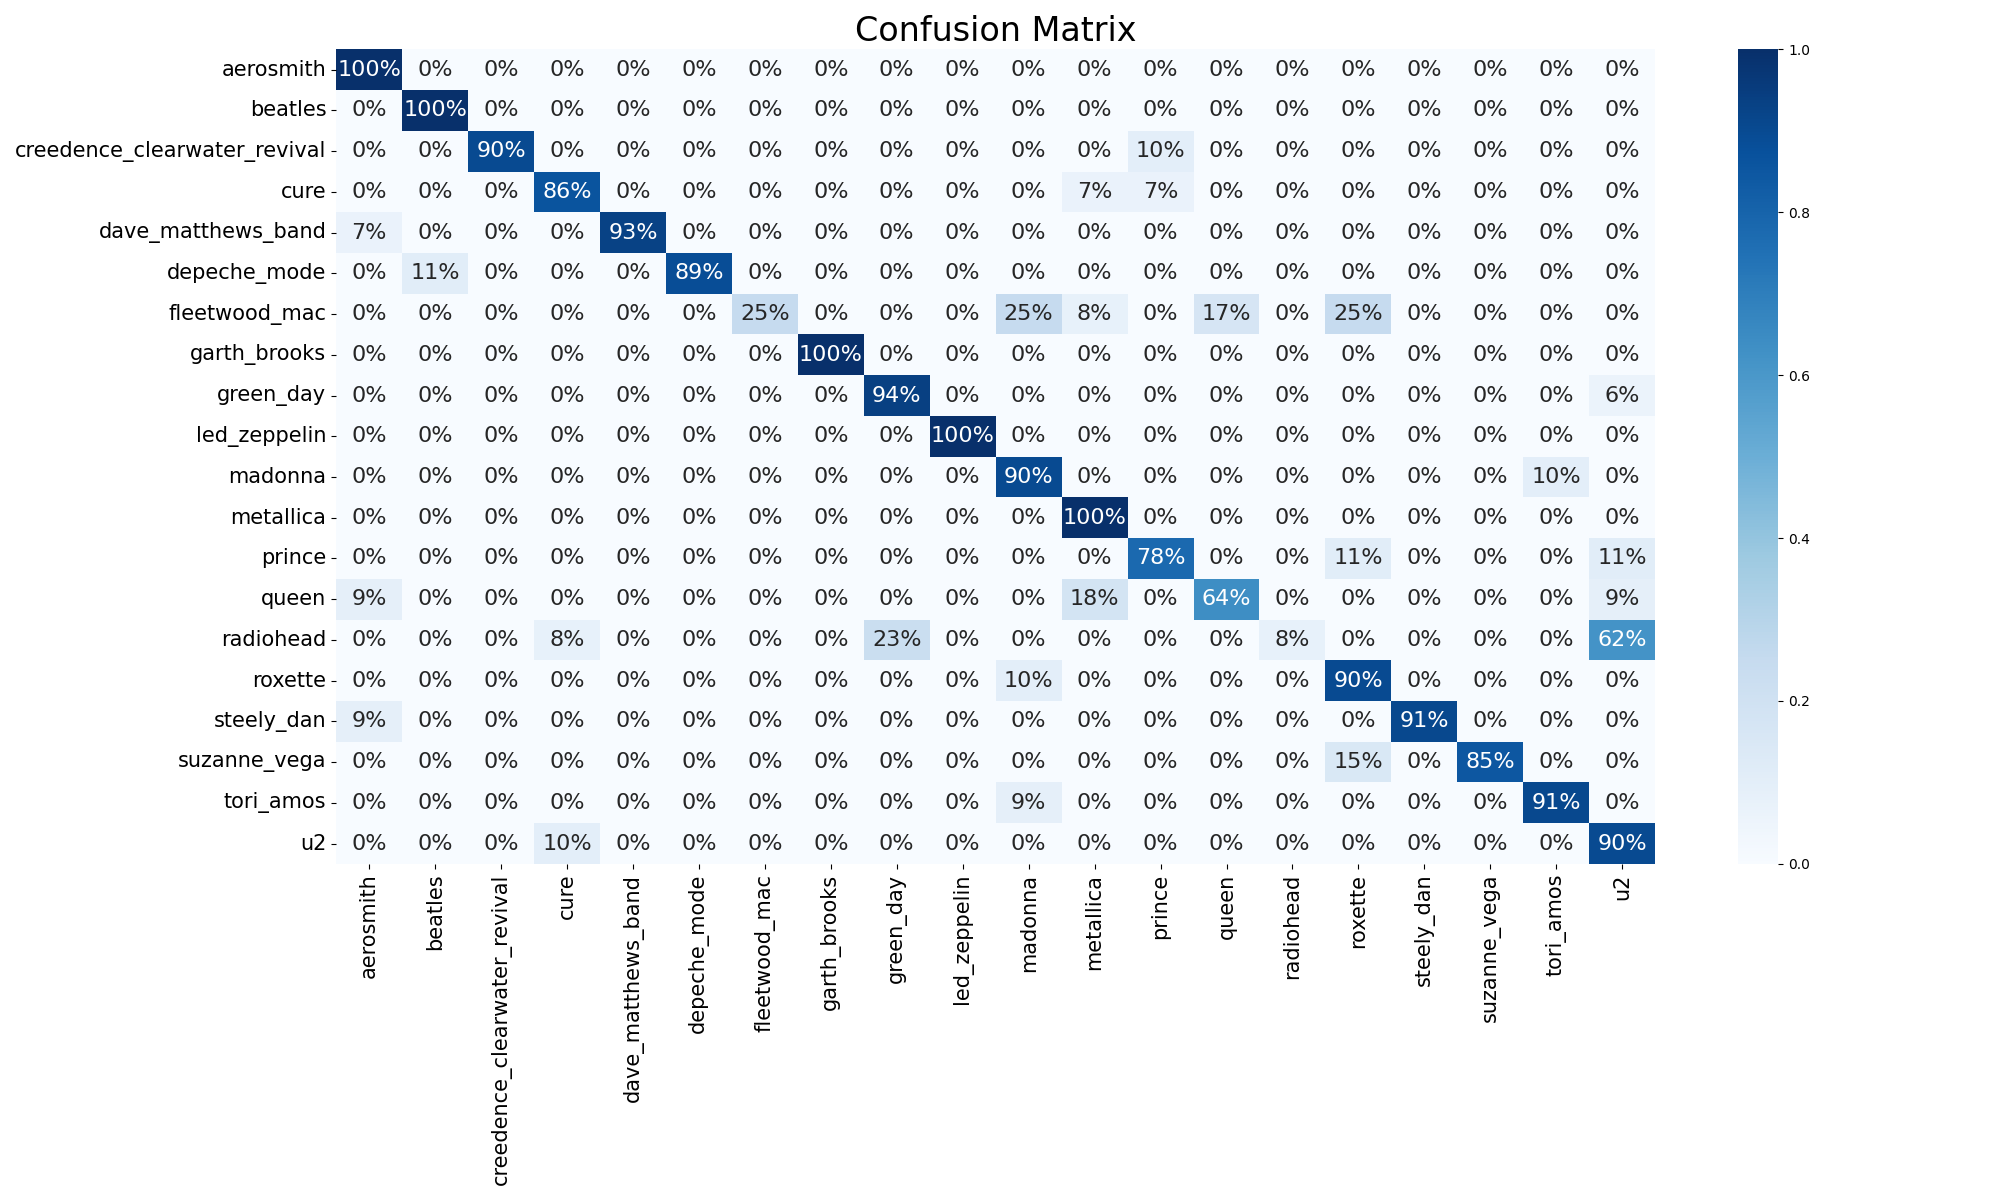 Confusion Matrix
aerosmith 100% 0% 0% 0% 0% 0% 0% 0% 0% 0% 0% 0% 0% 0% 0% 0% 0% 0% 0% 0%
beatles 0% 100% 0% 0% 0% 0% 0% 0% 0% 0% 0% 0% 0% 0% 0% 0% 0% 0% 0% 0%
creedence_clearwater_revival 0% 0% 90% 0% 0% 0% 0% 0% 0% 0% 0% 0% 10% 0% 0% 0% 0% 0% 0% 0%
cure 0% 0% 0% 86% 0% 0% 0% 0% 0% 0% 0% 7% 7% 0% 0% 0% 0% 0% 0% 0%
dave_matthews_band 7% 0% 0% 0% 93% 0% 0% 0% 0% 0% 0% 0% 0% 0% 0% 0% 0% 0% 0% 0%
depeche_mode 0% 11% 0% 0% 0% 89% 0% 0% 0% 0% 0% 0% 0% 0% 0% 0% 0% 0% 0% 0%
fleetwood_mac 0% 0% 0% 0% 0% 0% 25% 0% 0% 0% 25% 8% 0% 17% 0% 25% 0% 0% 0% 0%
garth_brooks 0% 0% 0% 0% 0% 0% 0% 100% 0% 0% 0% 0% 0% 0% 0% 0% 0% 0% 0% 0%
green_day 0% 0% 0% 0% 0% 0% 0% 0% 94% 0% 0% 0% 0% 0% 0% 0% 0% 0% 0% 6%
led_zeppelin 0% 0% 0% 0% 0% 0% 0% 0% 0% 100% 0% 0% 0% 0% 0% 0% 0% 0% 0% 0%
madonna 0% 0% 0% 0% 0% 0% 0% 0% 0% 0% 90% 0% 0% 0% 0% 0% 0% 0% 10% 0%
metallica 0% 0% 0% 0% 0% 0% 0% 0% 0% 0% 0% 100% 0% 0% 0% 0% 0% 0% 0% 0%
prince 0% 0% 0% 0% 0% 0% 0% 0% 0% 0% 0% 0% 78% 0% 0% 11% 0% 0% 0% 11%
queen 9% 0% 0% 0% 0% 0% 0% 0% 0% 0% 0% 18% 0% 64% 0% 0% 0% 0% 0% 9%
radiohead 0% 0% 0% 8% 0% 0% 0% 0% 23% 0% 0% 0% 0% 0% 8% 0% 0% 0% 0% 62%
roxette 0% 0% 0% 0% 0% 0% 0% 0% 0% 0% 10% 0% 0% 0% 0% 90% 0% 0% 0% 0%
steely_dan 9% 0% 0% 0% 0% 0% 0% 0% 0% 0% 0% 0% 0% 0% 0% 0% 91% 0% 0% 0%
suzanne_vega 0% 0% 0% 0% 0% 0% 0% 0% 0% 0% 0% 0% 0% 0% 0% 15% 0% 85% 0% 0%
tori_amos 0% 0% 0% 0% 0% 0% 0% 0% 0% 0% 9% 0% 0% 0% 0% 0% 0% 0% 91% 0%
u2 0% 0% 0% 10% 0% 0% 0% 0% 0% 0% 0% 0% 0% 0% 0% 0% 0% 0% 0% 90%
aerosmith
beatles
creedence_clearwater_revival
cure
dave_matthews_band
depeche_mode
fleetwood_mac
garth_brooks
green_day
led_zeppelin
madonna
metallica
prince
queen
radiohead
roxette
steely_dan
suzanne_vega
tori_amos
u2
1.0
0.8
0.6
0.4
0.2
0.0